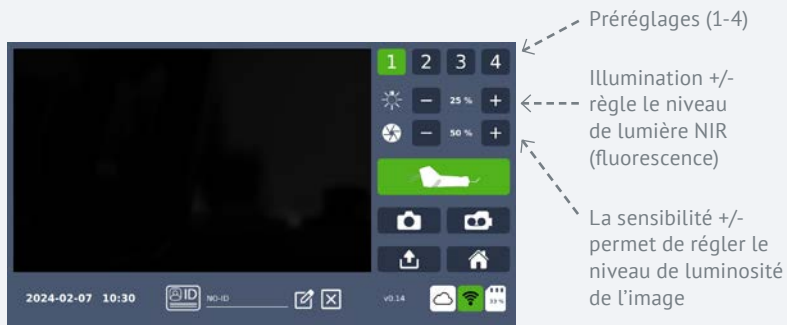 Préréglages (1-4)
1 2 3 4
Illumination +/-
règle le niveau
de lumière NIR
(fluorescence)
25 %
50 %
La sensibilité +/-
permet de régler le
niveau de luminosité
de l'image
2024-02-07 10:30
ID
NO-ID
v0.14